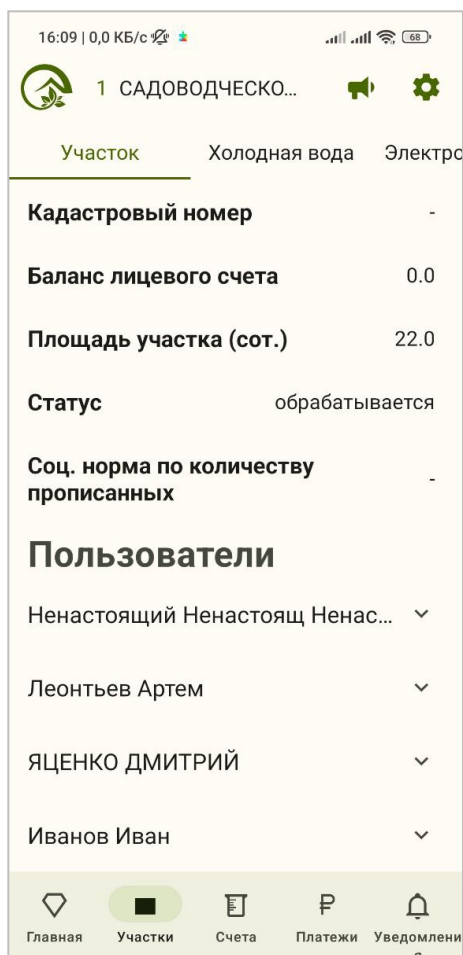 16:09 | 0,0 КБ/с
68
1 САДОВОДЧЕСКО...
Участок Холодная вода Электро
Кадастровый номер -
Баланс лицевого счета 0.0
Площадь участка (сот.) 22.0
Статус обрабатывается
Соц. норма по количеству
прописанных -
Пользователи
Ненастоящий Ненастоящ Ненас...
Леонтьев Артем
ЯЦЕНКО ДМИТРИЙ
Иванов Иван
Главная Участки Счета Платежи Уведомлени